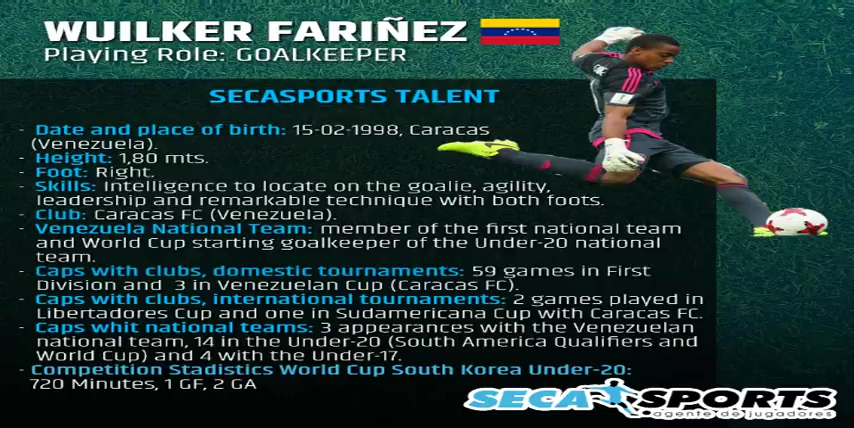 WUILKER FARIÑEZ
Playing Role: GOALKEEPER
SECASPORTS TALENT
- Date and place of birth: 15-02-1998, Caracas
(Venezuela).
- Height: 1,80 mts.
- Foot: Right.
- Skills: Intelligence to locate on the goalie, agility,
leadership and remarkable technique with both foots.
- Club: Caracas FC (Venezuela).
- Venezuela National Team: member of the first national team
and World Cup starting goalkeeper of the Under-20 national
team.
- Caps with clubs, domestic tournaments: 59 games in First
Division and 3 in Venezuelan Cup (Caracas FC).
- Caps with clubs, international tournaments: 2 games played in
Libertadores Cup and one in Sudamericana Cup with Caracas FC.
- Caps whit national teams: 3 appearances with the Venezuelan
national team, 14 in the Under-20 (South America Qualifiers and
World Cup) and 4 with the Under-17.
- Competition Stadistics World Cup South Korea Under-20:
720 Minutes, 1 GF, 2 GA
SECASPORTS
agente de jugadores